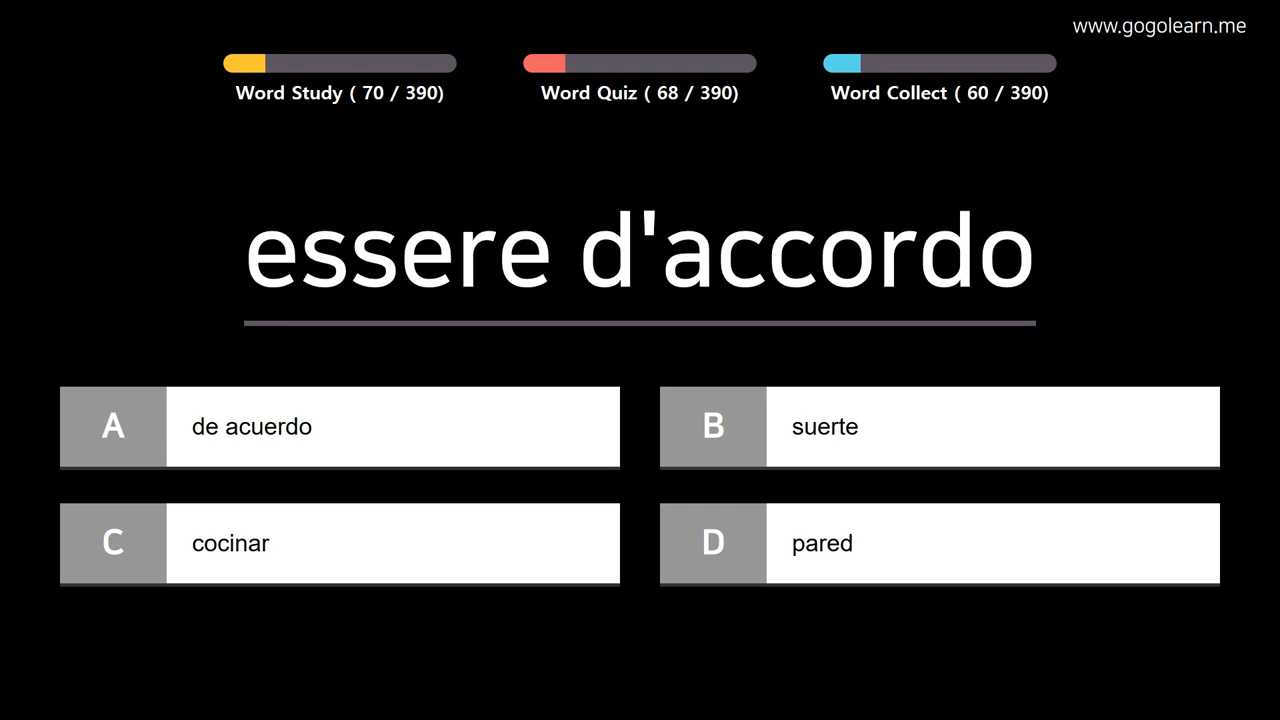 www.gogolearn.me
Word Study ( 70 / 390)
Word Quiz ( 68 / 390)
Word Collect ( 60 / 390)
essere d'accordo
A de acuerdo
B suerte
C cocinar
D pared